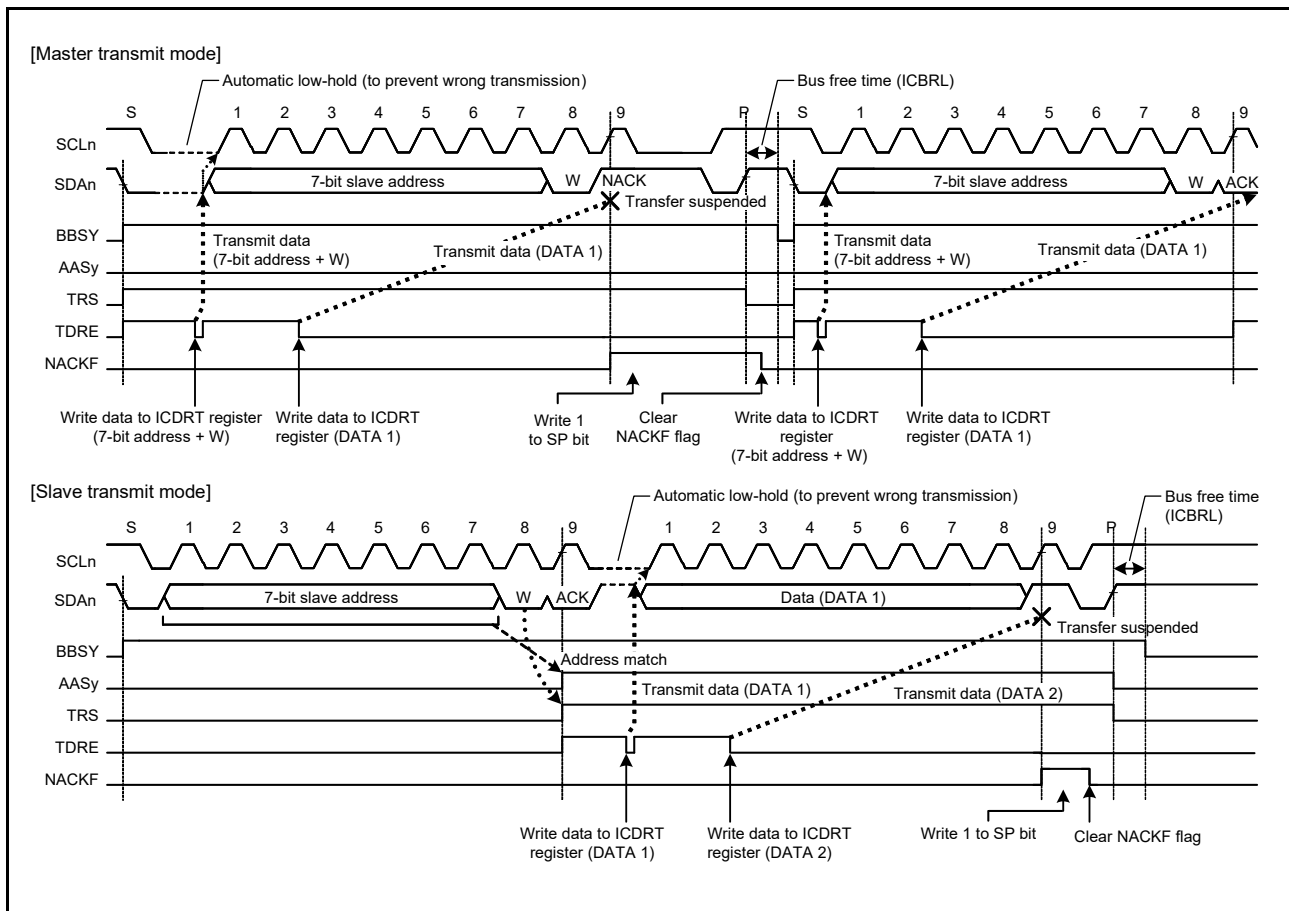 [Master transmit mode]
Automatic low-hold (to prevent wrong transmission)
Bus free time (ICBRL)
S 1 2 3 4 5 6 7 8 9 P S 1 2 3 4 5 6 7 8 9
SCLn
SDAn 7-bit slave address W NACK 7-bit slave address W ACK
Transfer suspended
BBSY
Transmit data
(7-bit address + W)
Transmit data (DATA 1)
Transmit data
(7-bit address + W)
Transmit data (DATA 1)
AASy
TRS
TDRE
NACKF
Write data to ICDRT register
(7-bit address + W)
Write data to ICDRT
register (DATA 1)
Write 1
to SP bit
Clear
NACKF flag
Write data to ICDRT
register
(7-bit address + W)
Write data to ICDRT
register (DATA 1)
[Slave transmit mode]
Automatic low-hold (to prevent wrong transmission)
Bus free time
(ICBRL)
S 1 2 3 4 5 6 7 8 9 1 2 3 4 5 6 7 8 9 P
SCLn
SDAn 7-bit slave address W ACK Data (DATA 1)
Transfer suspended
BBSY
Address match
AASy
Transmit data (DATA 1) Transmit data (DATA 2)
TRS
TDRE
NACKF
Write data to ICDRT
register (DATA 1)
Write data to ICDRT
register (DATA 2)
Write 1 to SP bit
Clear NACKF flag